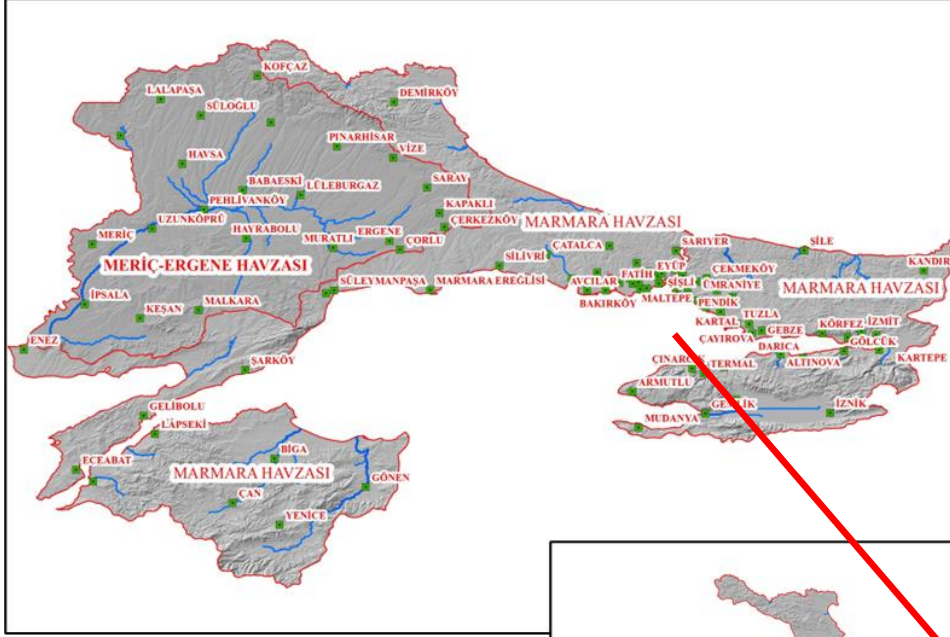 KOFÇAZ
LALAPAŞA
DEMİRKÖY
SÜLOĞLU
PINARHİSAR
VİZE
HAVSA
BABAESKİ
LÜLEBURGAZ
SARAY
PEHLİVANKÖY
KAPAKLI
UZUNKÖPRÜ
ÇERKEZKÖY
MARMARA HAVZASI
MERİÇ
HAYRABOLU
MURATLI
ERGENE
ÇORLU
ÇATALCA
SARIYER
ŞİLE
SİLİVRİ
MERİÇ-ERGENE HAVZASI
EYÜP
ÇEKMEKÖY
KANDIR
FATİH
ŞİŞLİ
ÜMRANİYE
MARMARA HAVZASI
SÜLEYMANPAŞA
MARMARA EREĞLİSİ
AVCILAR
BAKIRKÖY
MALTEPE
PENDİK
İPSALA
KEŞAN
MALKARA
KARTAL
TUZLA
ÇAYIROVA
GEBZE
KÖRFEZ
İZMİT
ENEZ
DARICA
GÖLCÜK
ŞARKÖY
TERMAL
ALTINOVA
KARTEPE
ARMUTLU
GELİBOLU
MUDANYA
İZNİK
LAPSEKİ
ECEABAT
BİGA
MARMARA HAVZASI
GÖNEN
ÇAN
YENİCE